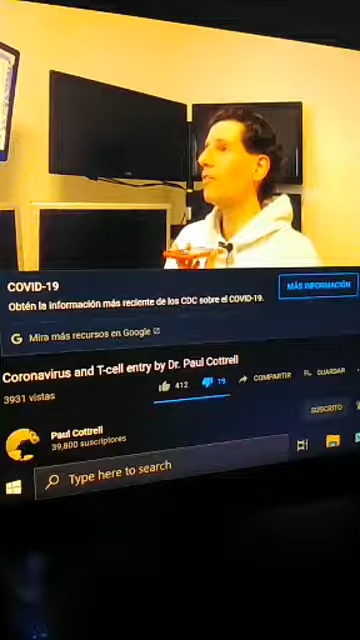 COVID-19
MÁS INFORMACIÓN
Obtén la información más reciente de los CDC sobre el COVID-19.
G Mira más recursos en Google
Coronavirus and T-cell entry by Dr. Paul Cottrell
3931 vistas
412
15
COMPARTIR
GUARDAR
SUSCRITO
Paul Cottrell
39,800 suscriptores
Type here to search